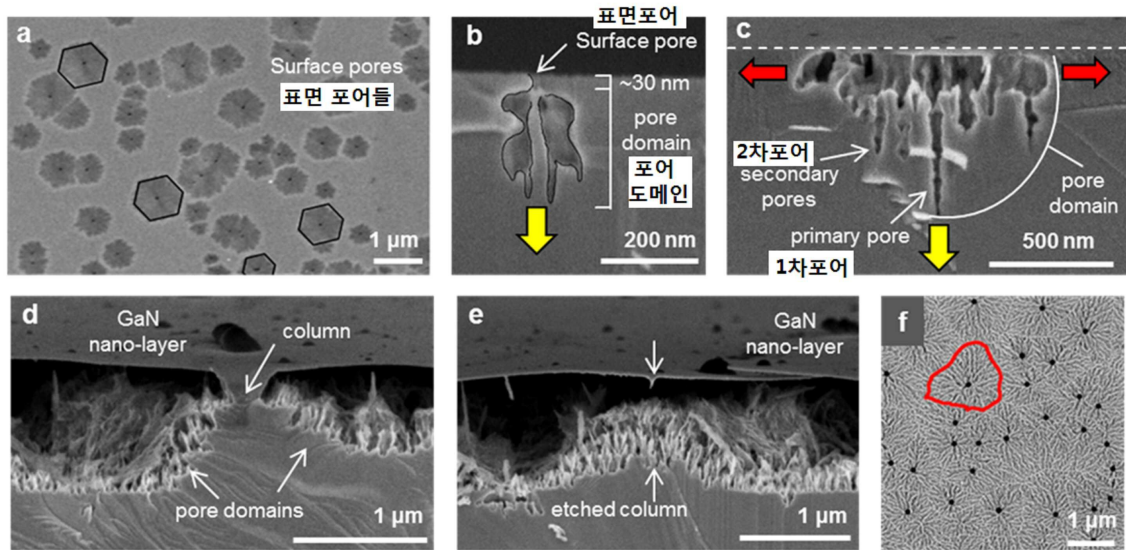 a
Surface pores
표면 포어들
1 μm
b
표면포어
Surface pore
~30 nm
pore
domain
포어
도메인
200 nm
c
2차포어
secondary
pores
primary pore
1차포어
pore
domain
500 nm
d
GaN
nano-layer
column
pore domains
1 μm
e
GaN
nano-layer
etched column
1 μm
f
1 μm